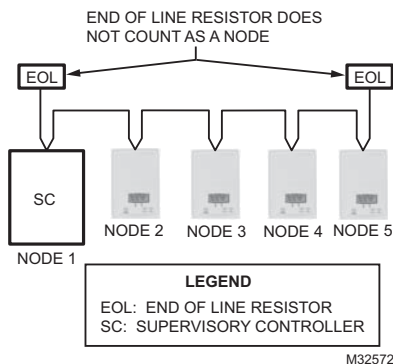 END OF LINE RESISTOR DOES
NOT COUNT AS A NODE
EOL
EOL
SC
NODE 1
NODE 2
NODE 3
NODE 4
NODE 5
LEGEND
EOL: END OF LINE RESISTOR
SC: SUPERVISORY CONTROLLER
M32572